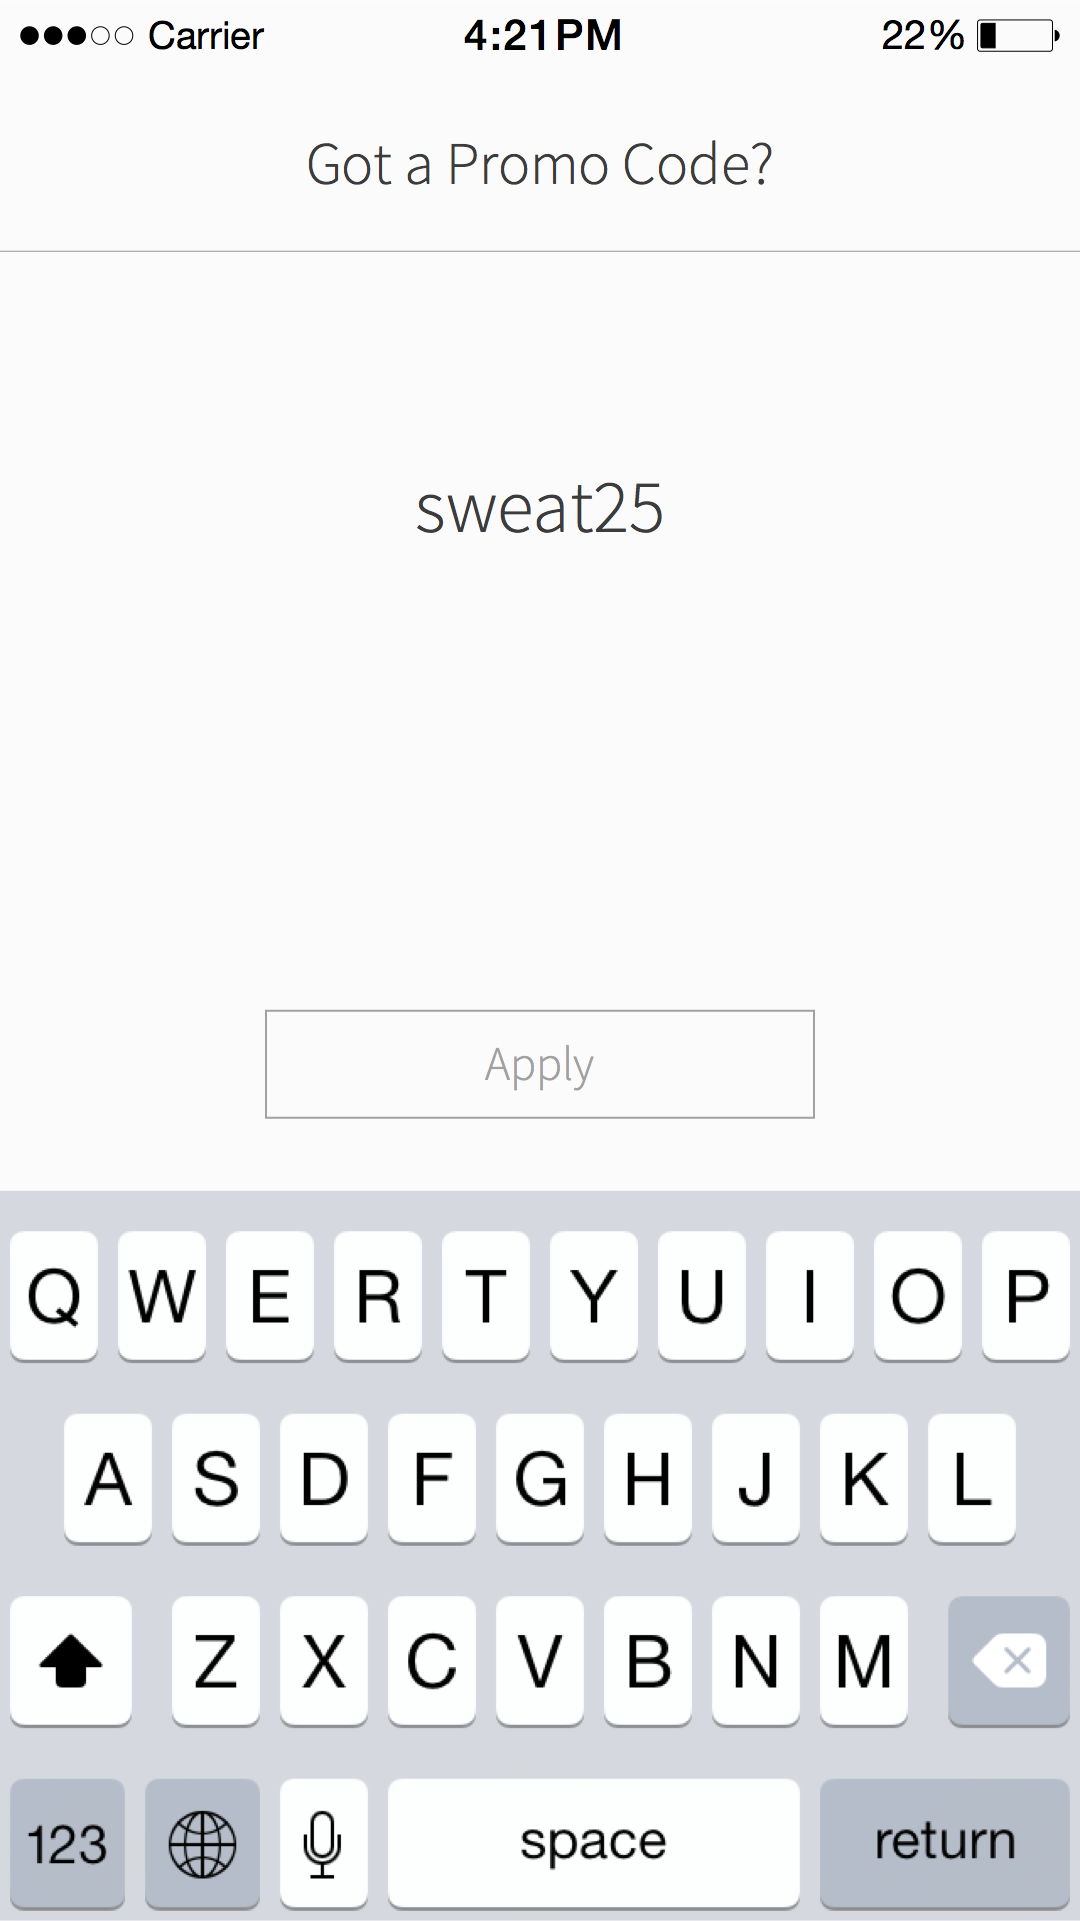 Carrier 4:21 PM 22%
Got a Promo Code?
sweat25
Apply
Q W E R T Y U I O P
A S D F G H J K L
Z X C V B N M
123 space return